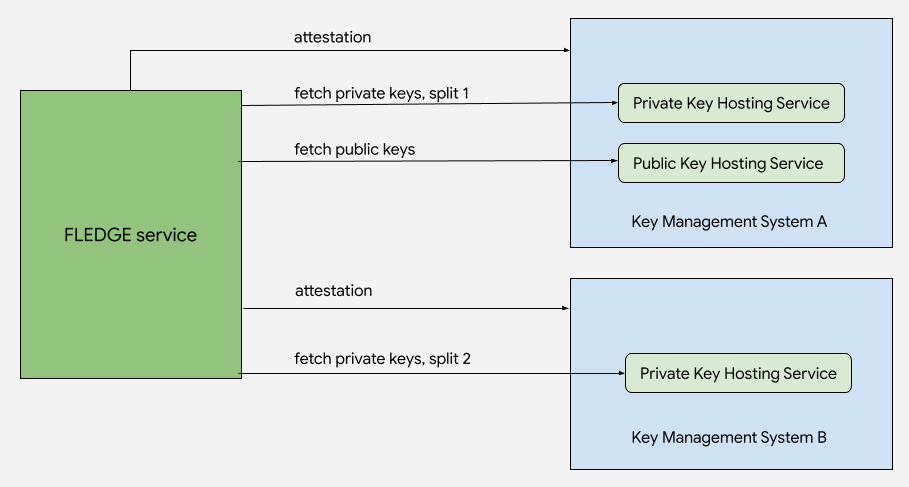 attestation
fetch private keys, split 1
Private Key Hosting Service
fetch public keys
Public Key Hosting Service
Key Management System A
FLEDGE service
attestation
fetch private keys, split 2
Private Key Hosting Service
Key Management System B